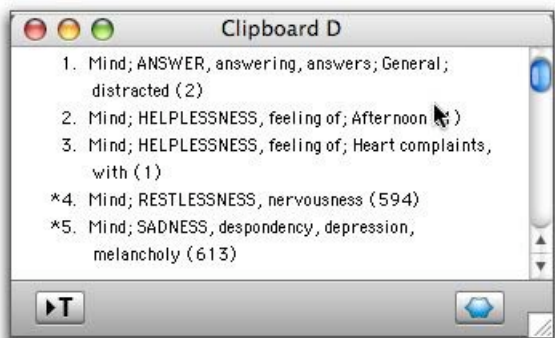 Clipboard D
1. Mind; ANSWER, answering, answers; General;
distracted (2)
2. Mind; HELPLESSNESS, feeling of; Afternoon )
3. Mind; HELPLESSNESS, feeling of; Heart complaints,
with (1)
*4. Mind; RESTLESSNESS, nervousness (594)
*5. Mind; SADNESS, despondency, depression,
melancholy (613)
T